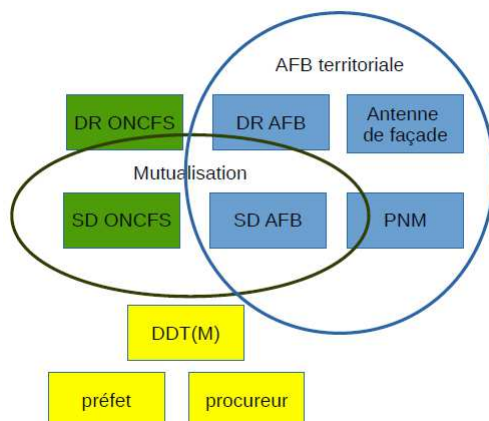 AFB territoriale
DR ONCFS
DR AFB
Antenne
de façade
Mutualisation
SD ONCFS
SD AFB
PNM
DDT(M)
préfet
procureur